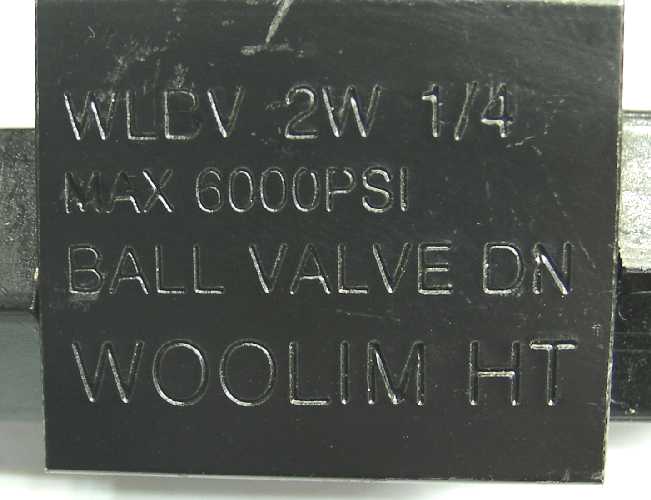 WLBV 2W 1/4
MAX 6000PSI
BALL VALVE DN
WOOLIM HT